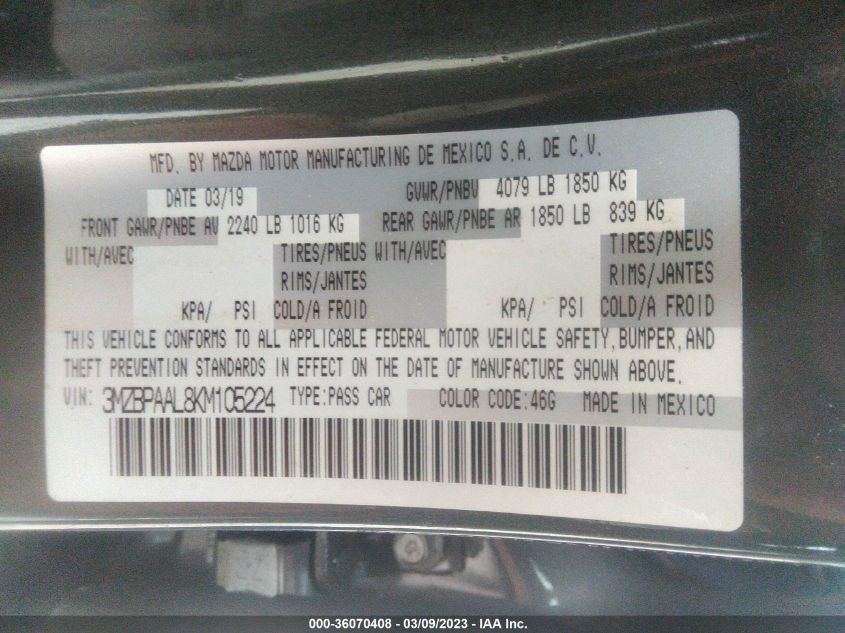 MFD. BY MAZDA MOTOR MANUFACTURING DE MEXICO S.A. DE C.V.
DATE 03/19 GVWR/PNBV 4079 LB 1850 KG
FRONT GAWR/PNBE AV 2240 LB 1016 KG REAR GAWR/PNBE AR 1850 LB 839 KG
WITH/AVEC TIRES/PNEUS WITH/AVEC TIRES/PNEUS
RIMS/JANTES RIMS/JANTES
KPA/ PSI COLD/A FROID KPA/ PSI COLD/A FROID
THIS VEHICLE CONFORMS TO ALL APPLICABLE FEDERAL MOTOR VEHICLE SAFETY, BUMPER, AND
THEFT PREVENTION STANDARDS IN EFFECT ON THE DATE OF MANUFACTURE SHOWN ABOVE.
VIN: 3MZBPAAL8KM105224 TYPE:PASS CAR COLOR CODE:46G MADE IN MEXICO
000-36070408 - 03/09/2023 - IAA Inc.